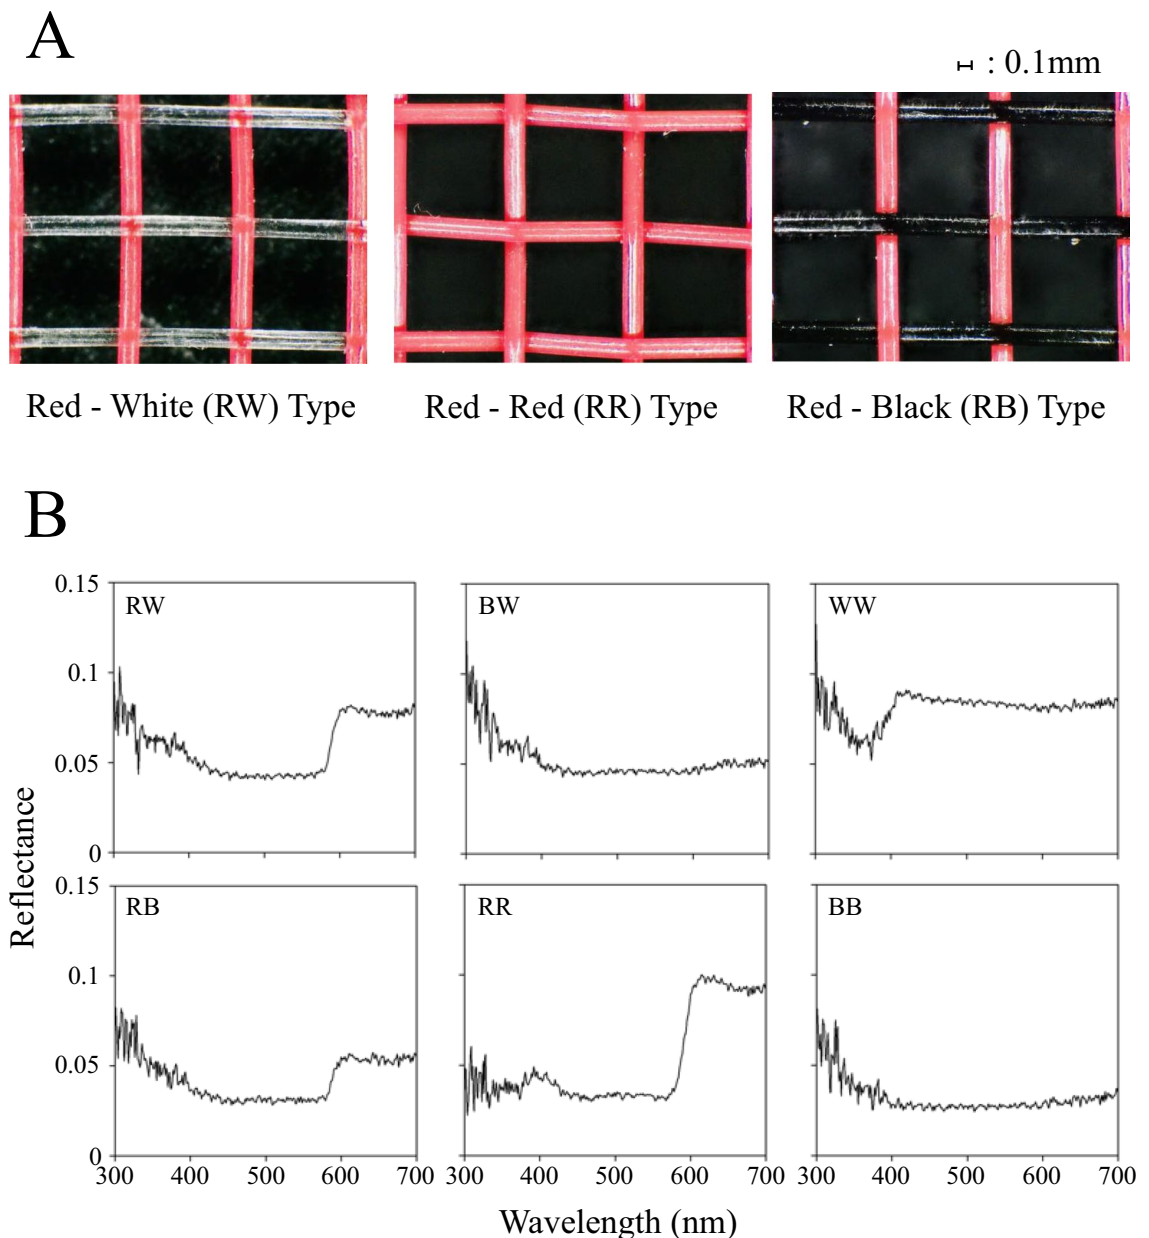 A
: 0.1mm
Red - White (RW) Type
Red - Red (RR) Type
Red - Black (RB) Type
B
Reflectance
0.15
0.1
0.05
0
RW
BW
WW
0.15
0.1
0.05
0
RB
RR
BB
300 400 500 600 700 300 400 500 600 700 300 400 500 600 700
Wavelength (nm)